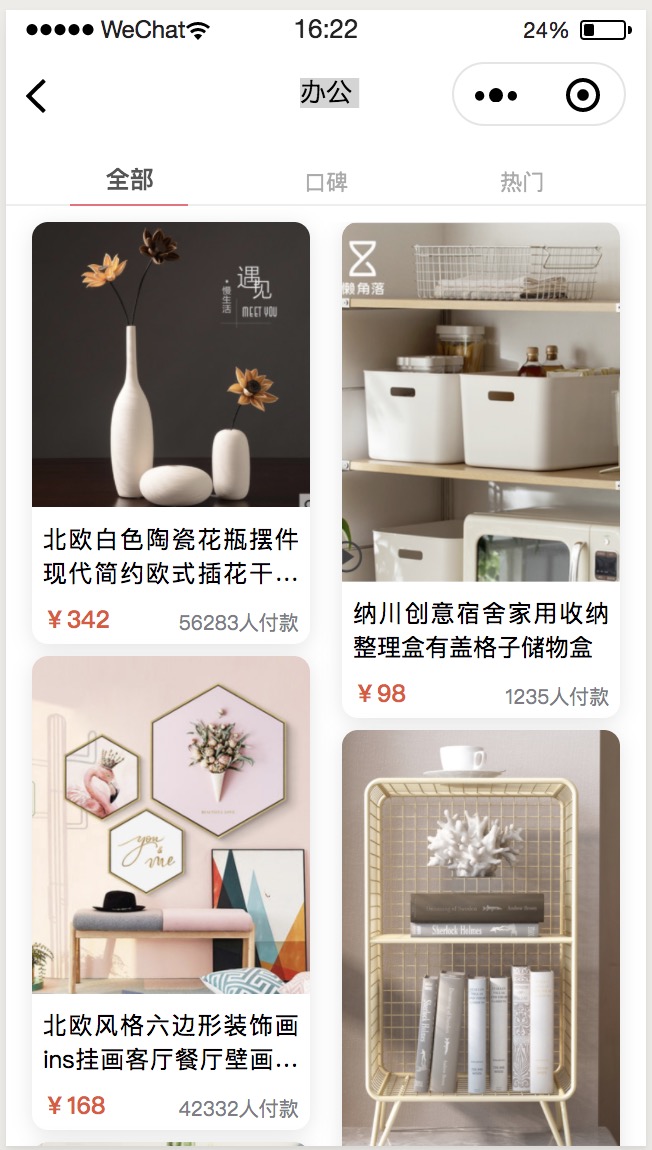 WeChat
16:22
24%
办公
全部
口碑
热门
遇见
慢生活
MEET YOU
北欧白色陶瓷花瓶摆件
现代简约欧式插花干...
¥342
56283人付款
懒角落
纳川创意宿舍家用收纳
整理盒有盖格子储物盒
¥98
1235人付款
you
&
me
北欧风格六边形装饰画
ins挂画客厅餐厅壁画...
¥168
42332人付款
Sherlock Holmes